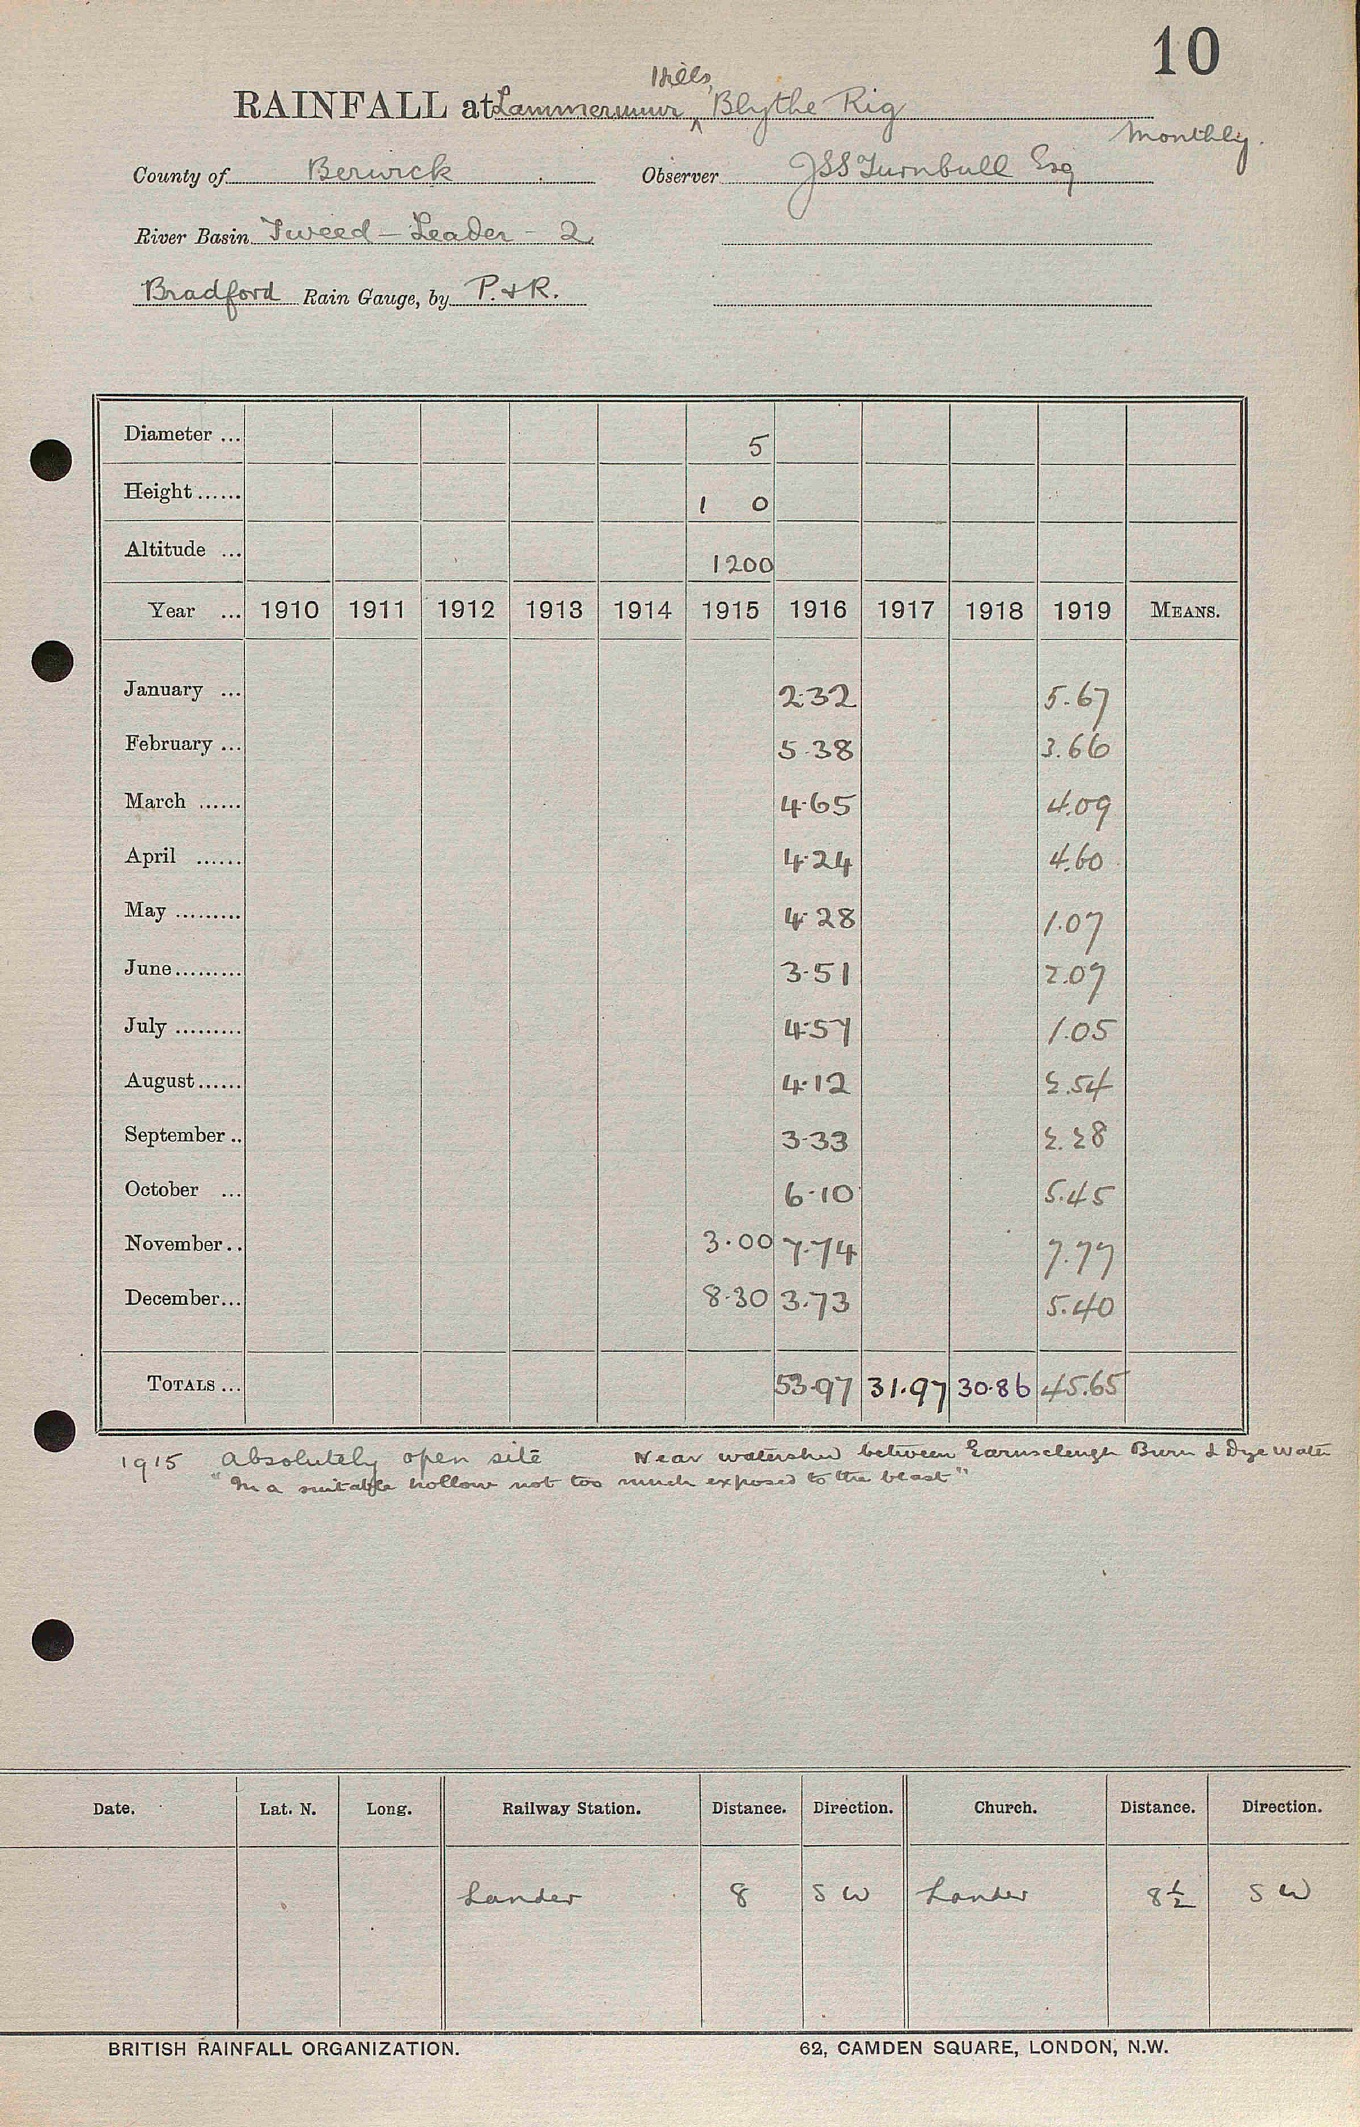 10
RAINFALL at Lammermuir Hills, Blythe Rig
Monthly.
County of Berwick Observer JSS Turnbull Esq
River Basin Tweed - Leader - 2
Bradford Rain Gauge, by P. & R.
Diameter ... 5
Height ...... 1 0
Altitude ... 1200
Year ... 1910 1911 1912 1913 1914 1915 1916 1917 1918 1919 MEANS.
January ... 2.32 5.67
February ... 5.38 3.66
March ...... 4.65 4.09
April ...... 4.24 4.60
May ......... 4.28 1.07
June ......... 3.51 2.07
July ......... 4.57 1.05
August ...... 4.12 2.54
September .. 3.33 2.28
October ... 6.10 5.45
November .. 3.00 7.74 7.77
December ... 8.30 3.73 5.40
TOTALS ... 53.97 31.97 30.86 45.65
1915 Absolutely open site Near watershed between Earnscleugh Burn & Dye Water
"In a suitable hollow not too much exposed to the blast"
Date. Lat. N. Long. Railway Station. Distance. Direction. Church. Distance. Direction.
Lauder 8 S W Lauder 8½ S W
BRITISH RAINFALL ORGANIZATION. 62, CAMDEN SQUARE, LONDON, N.W.